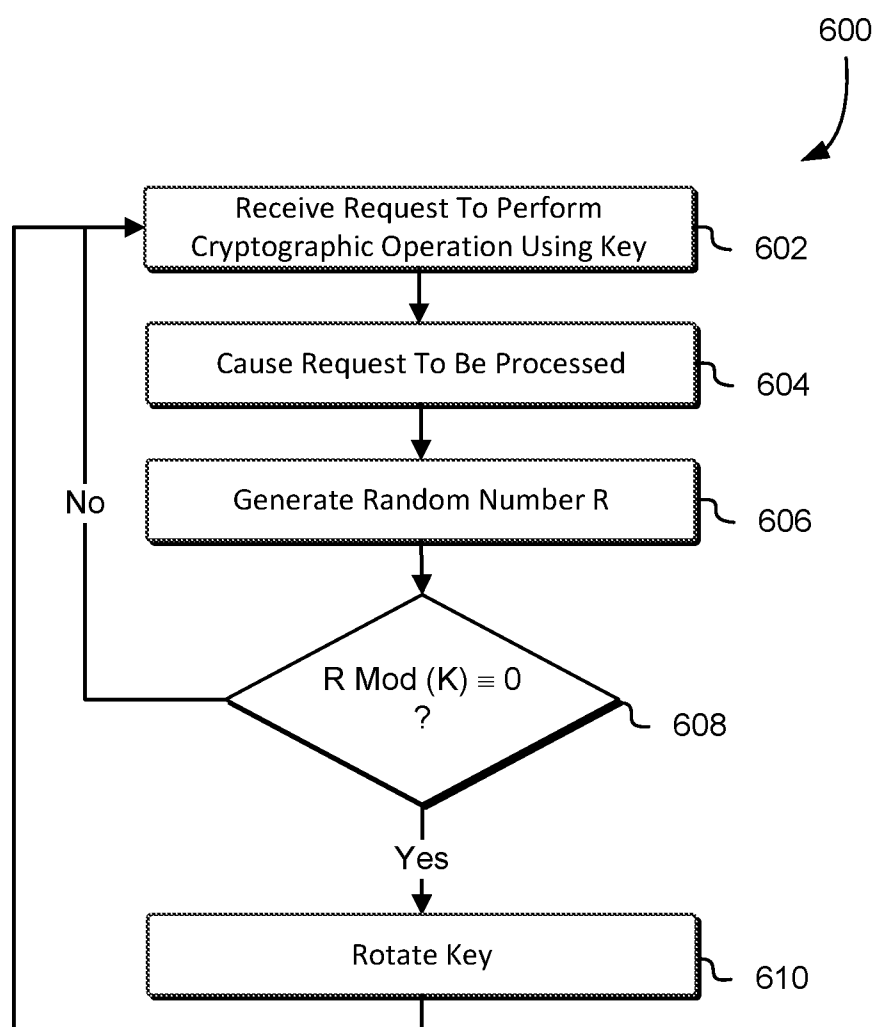 600
Receive Request To Perform
Cryptographic Operation Using Key
602
Cause Request To Be Processed
604
Generate Random Number R
606
No
R Mod (K) ≡ 0
?
608
Yes
Rotate Key
610